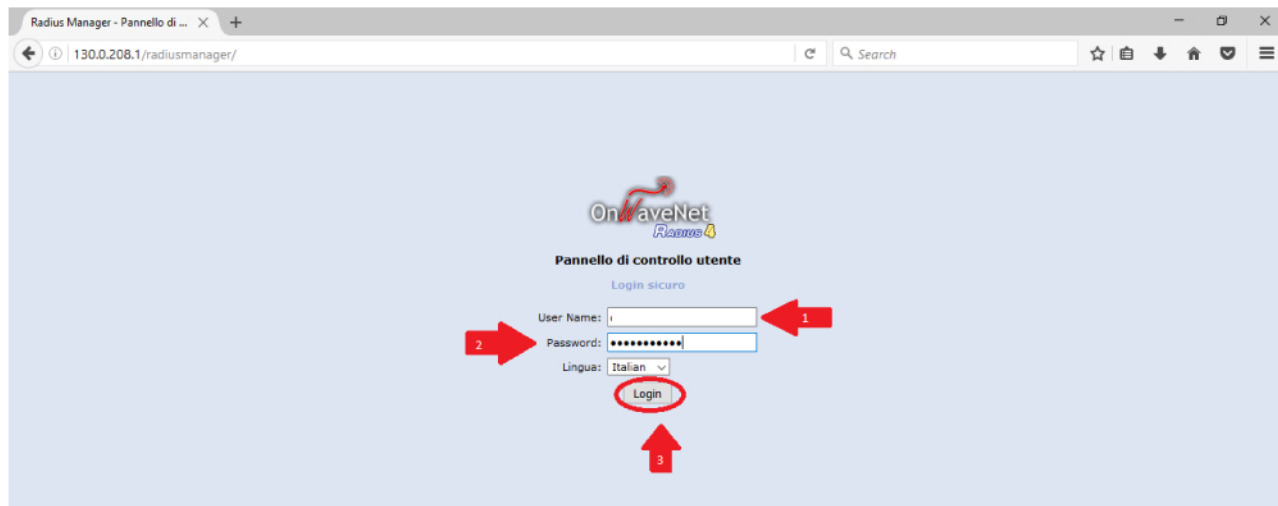 Radius Manager - Pannello di ...
130.0.208.1/radiusmanager/
Search
OnWaveNet
Radius 4
Pannello di controllo utente
Login sicuro
User Name:
1
2
Password: •••••••••••
Lingua: Italian
Login
3